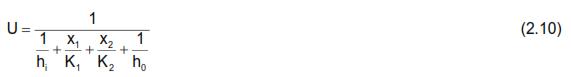 U = 1 / (1/hᵢ + x₁/K₁ + x₂/K₂ + 1/h₀) (2.10)